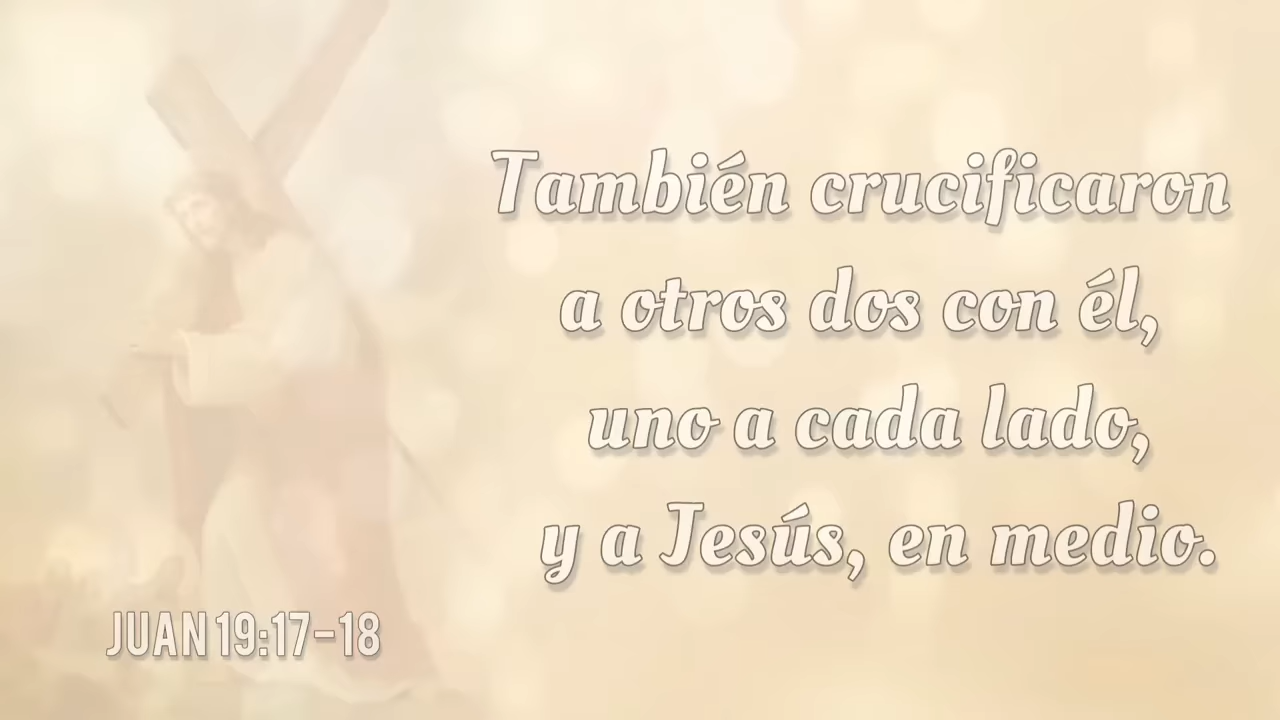 También crucificaron
a otros dos con él,
uno a cada lado,
y a Jesús, en medio.
JUAN 19:17-18